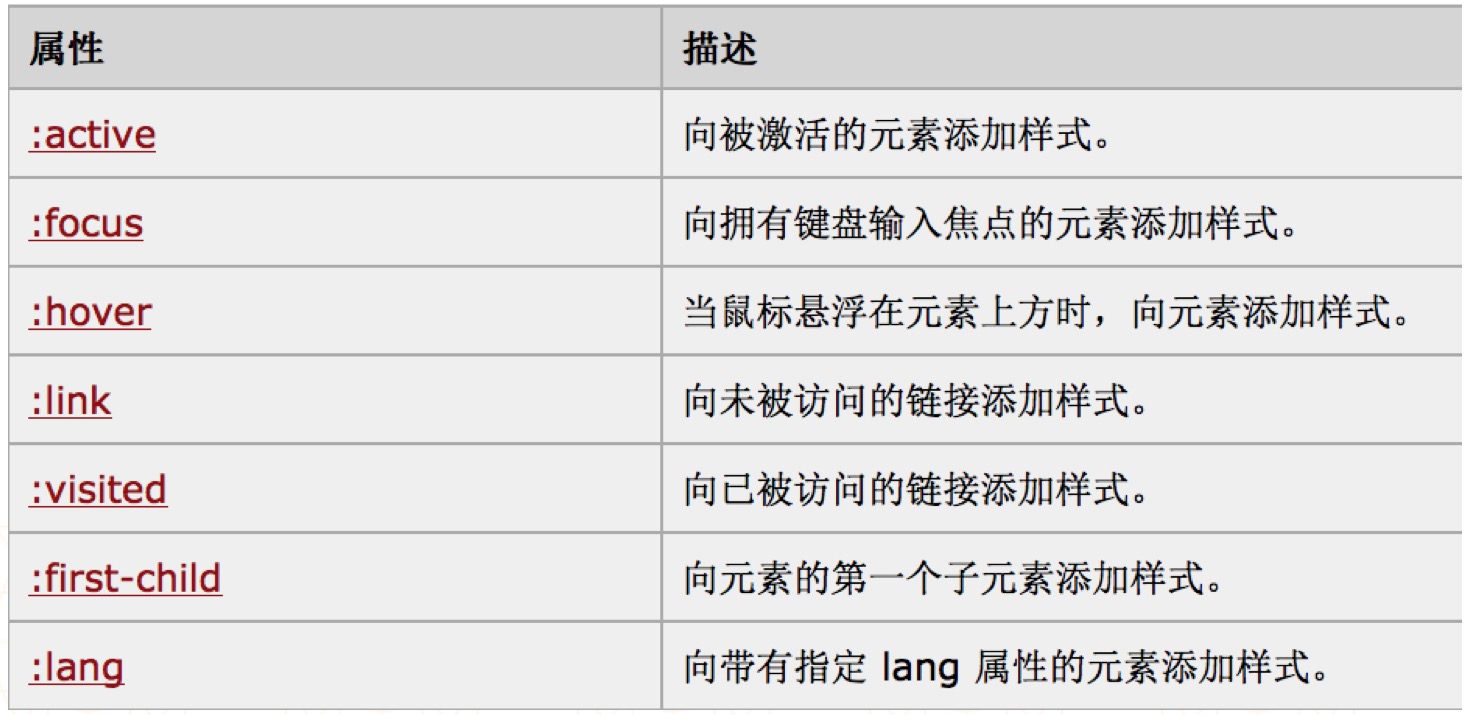 属性 描述
:active 向被激活的元素添加样式。
:focus 向拥有键盘输入焦点的元素添加样式。
:hover 当鼠标悬浮在元素上方时，向元素添加样式。
:link 向未被访问的链接添加样式。
:visited 向已被访问的链接添加样式。
:first-child 向元素的第一个子元素添加样式。
:lang 向带有指定 lang 属性的元素添加样式。